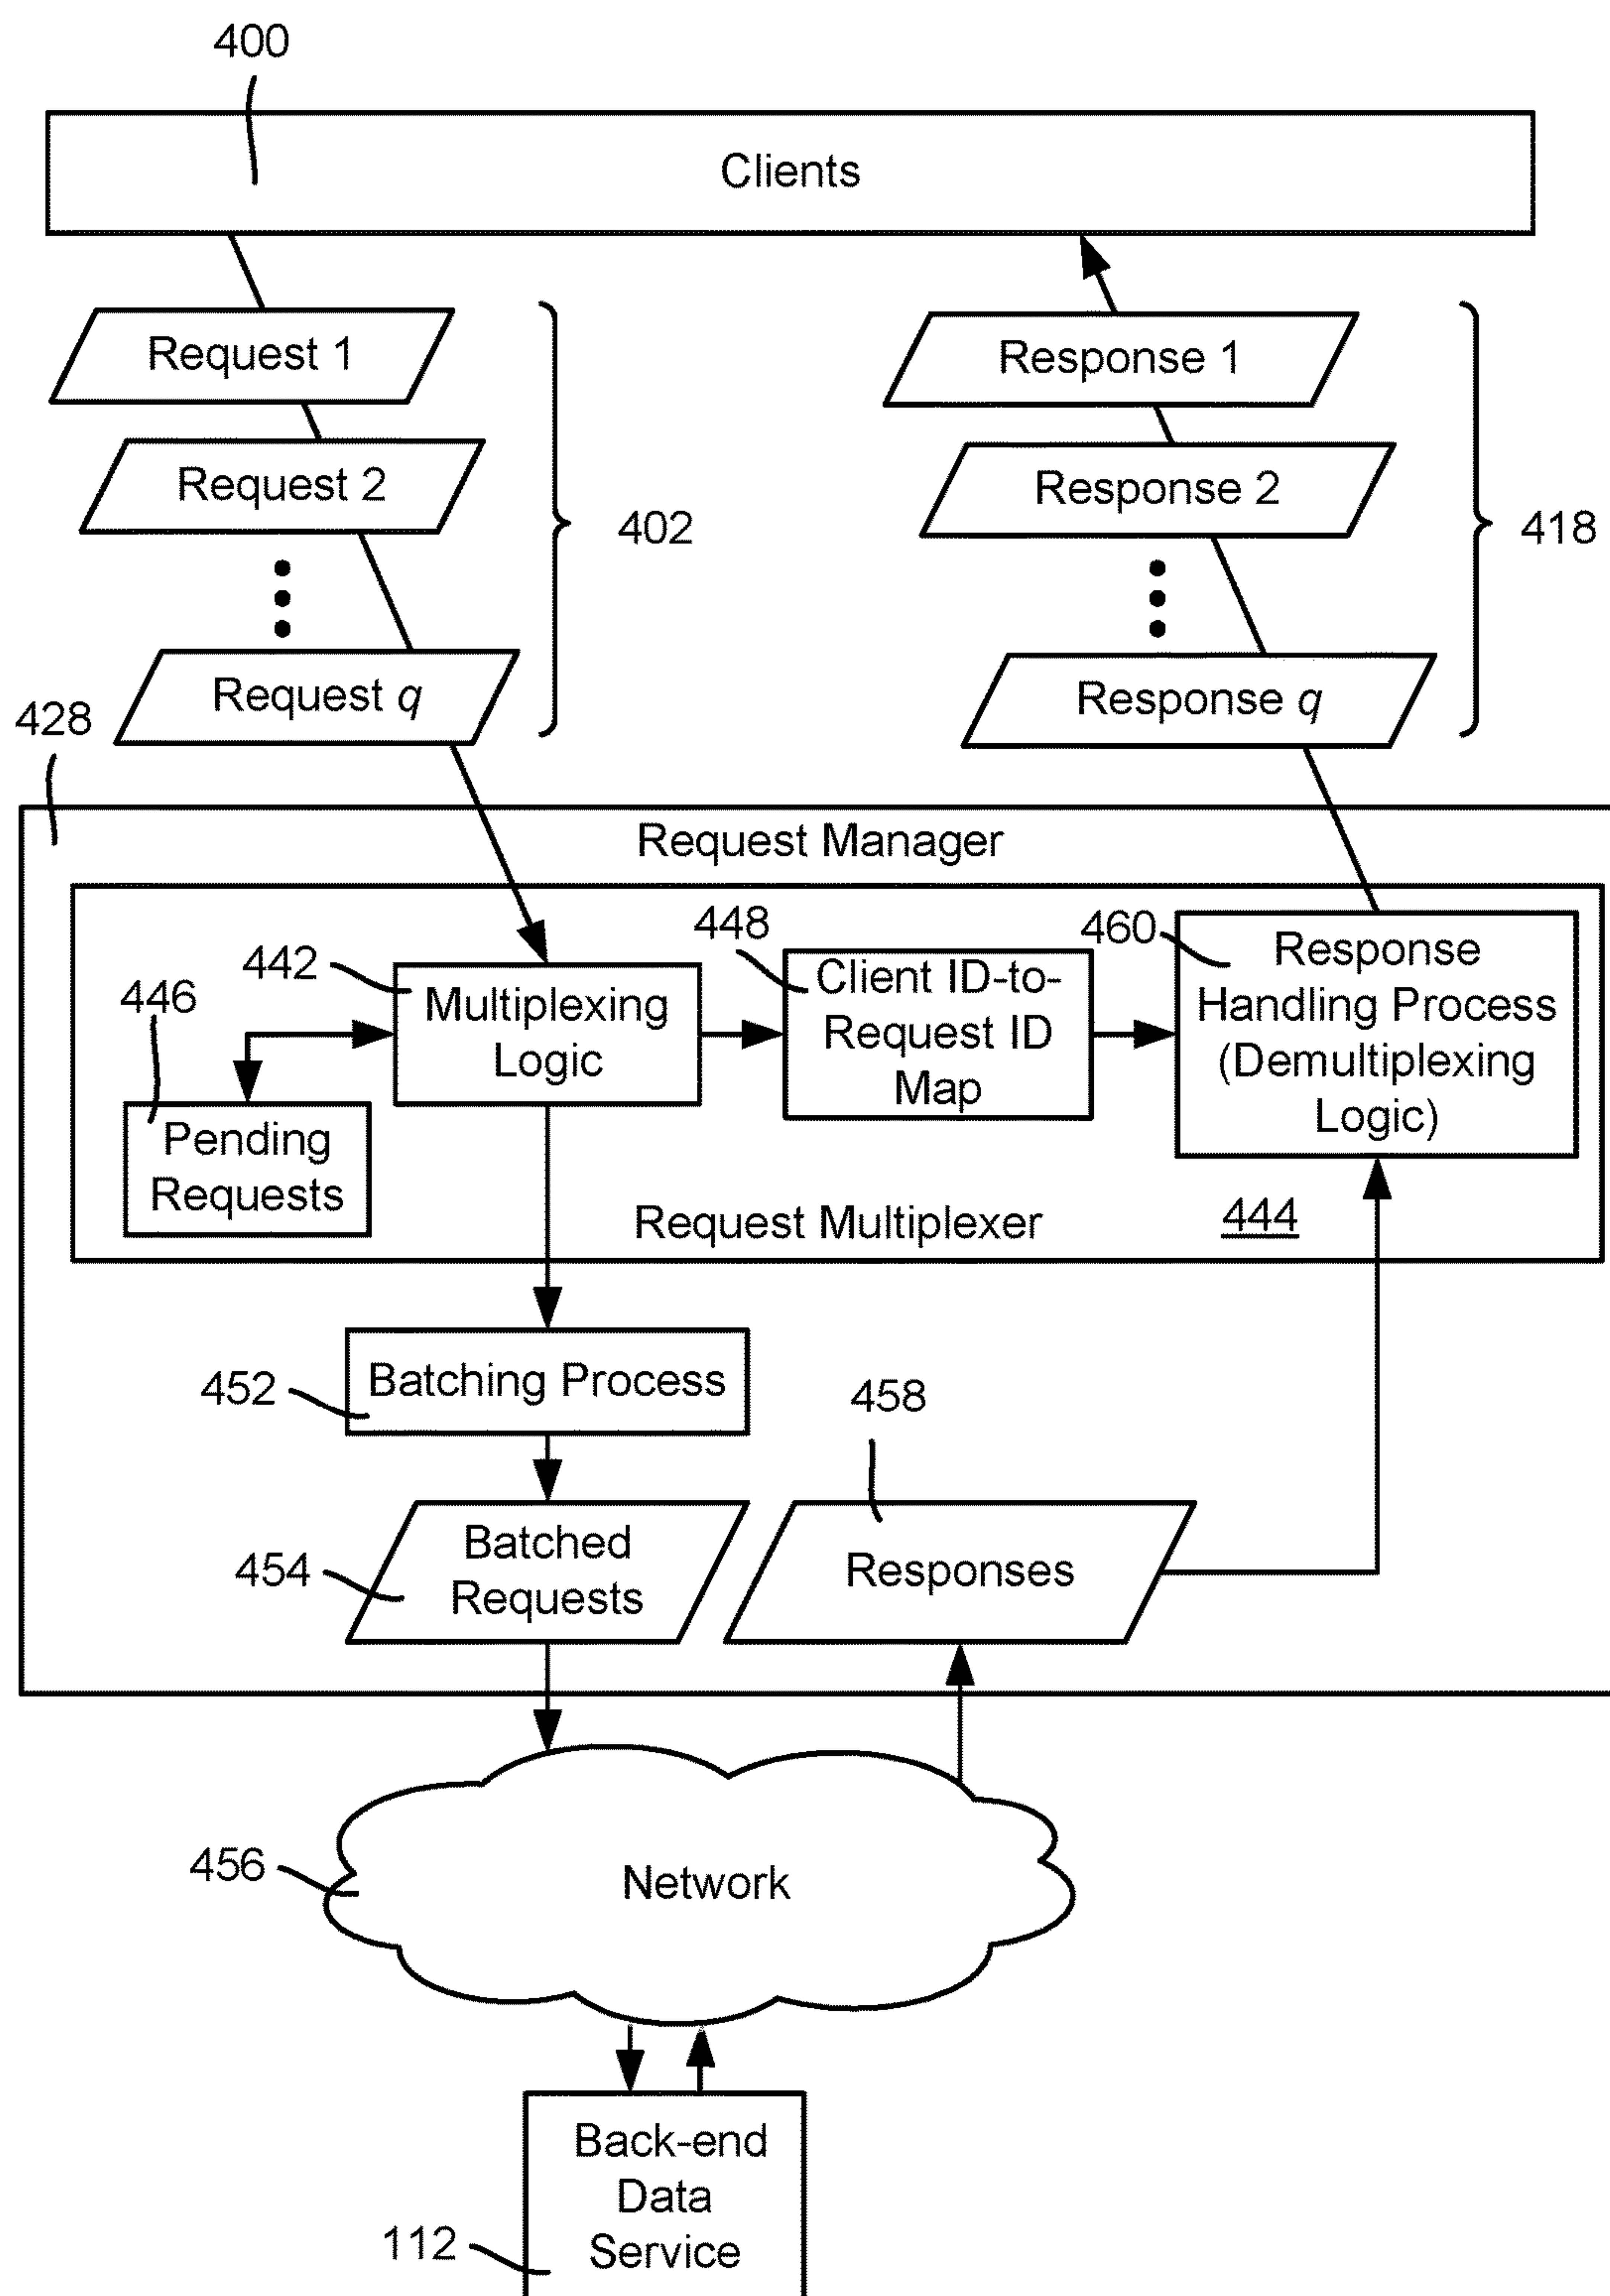 400
Clients
Request 1
Response 1
Request 2
Response 2
402
418
Request q
Response q
428
Request Manager
442
448
460
446
Multiplexing
Logic
Client ID-to-
Request ID
Map
Response
Handling Process
(Demultiplexing
Logic)
Pending
Requests
Request Multiplexer
444
Batching Process
452
458
454
Batched
Requests
Responses
456
Network
Back-end
Data
Service
112